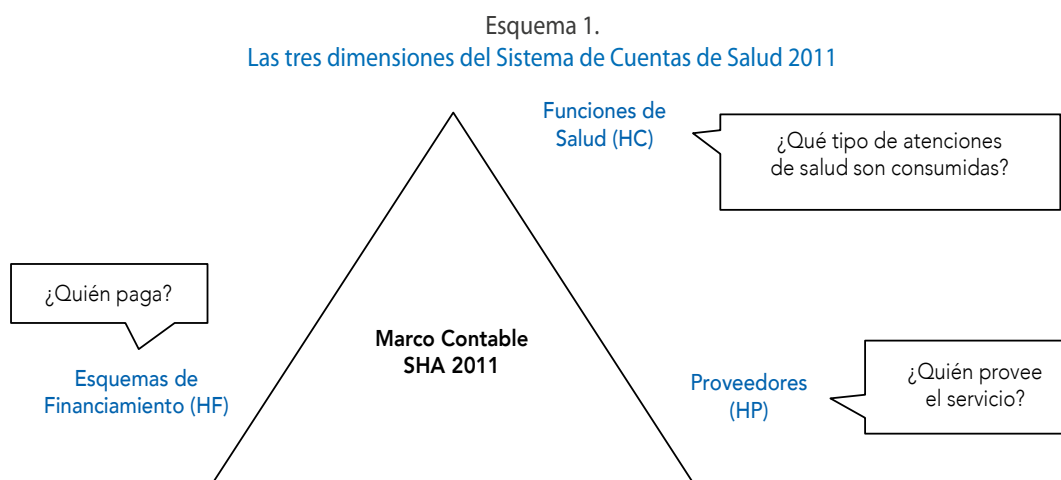 Esquema 1.
Las tres dimensiones del Sistema de Cuentas de Salud 2011
Funciones de
Salud (HC)
¿Qué tipo de atenciones
de salud son consumidas?
¿Quién paga?
Marco Contable
SHA 2011
Esquemas de
Financiamiento (HF)
Proveedores
(HP)
¿Quién provee
el servicio?